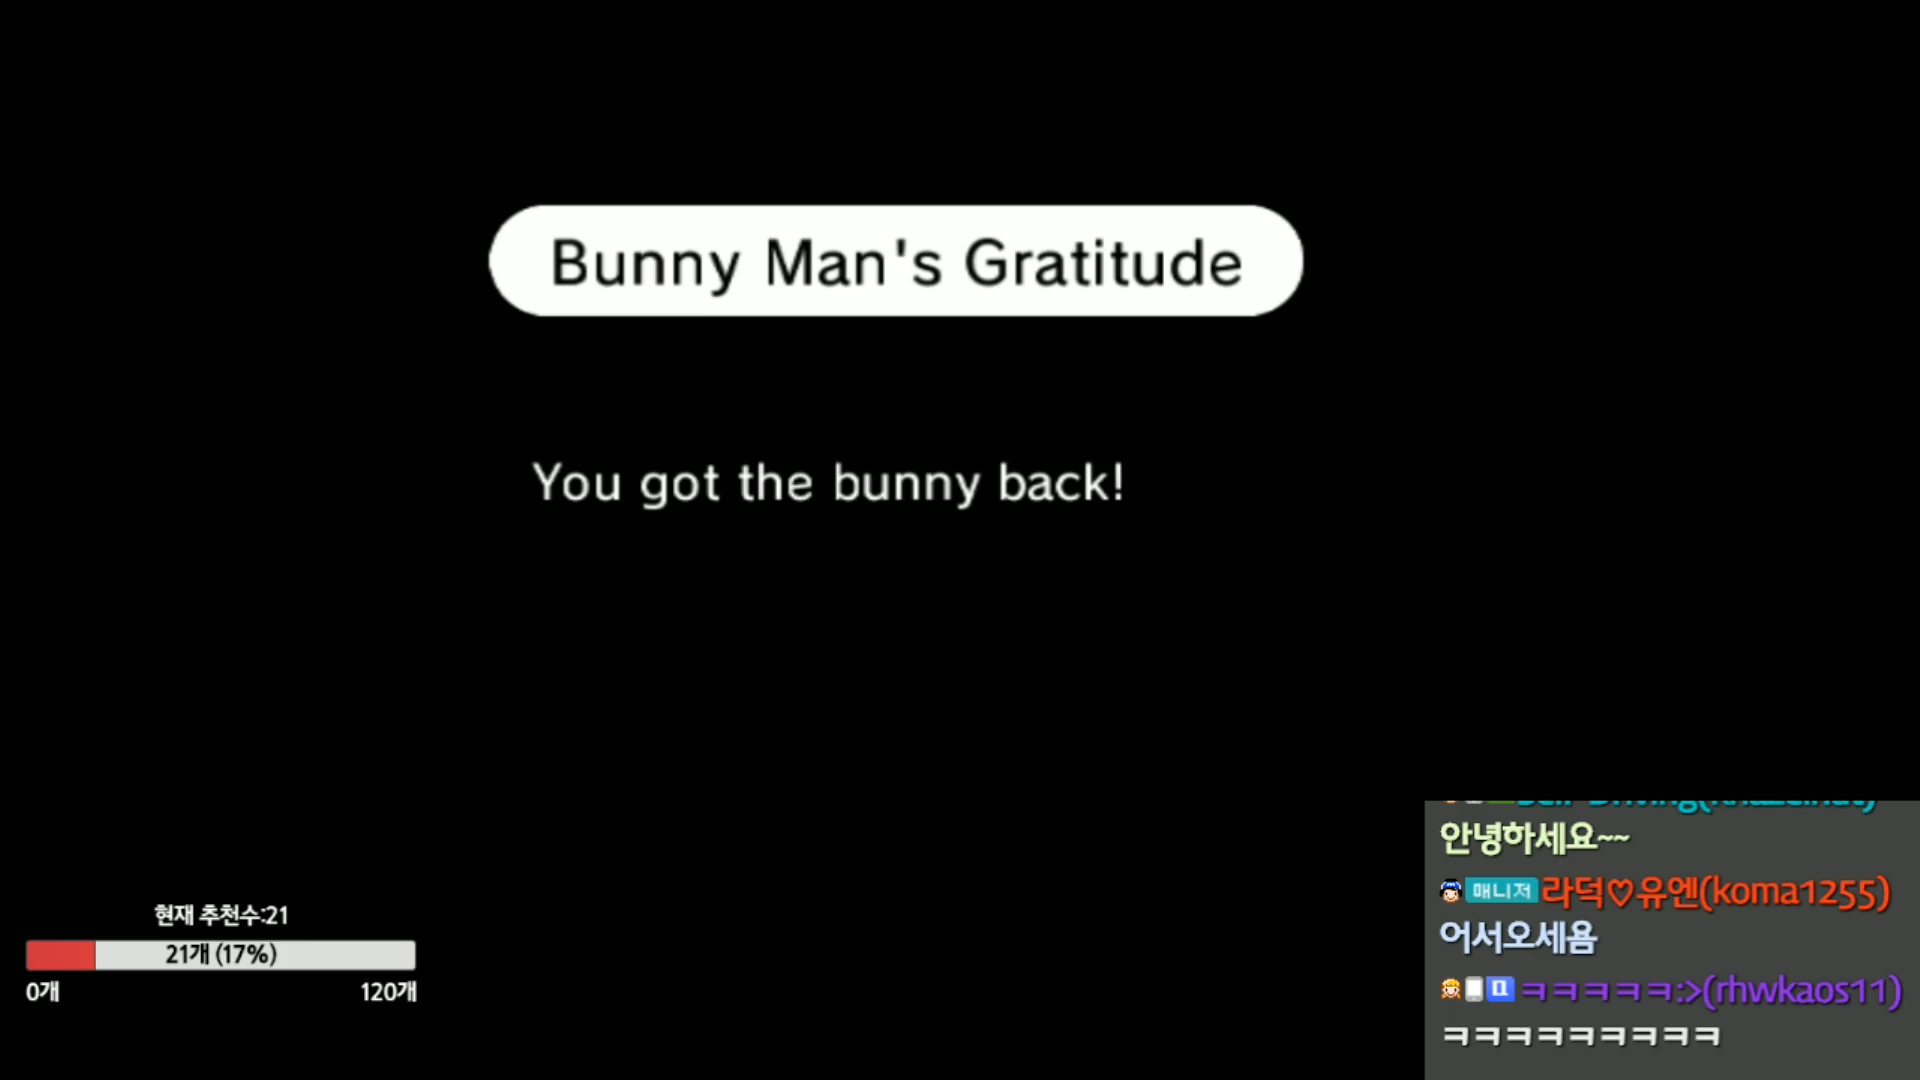 Bunny Man's Gratitude
You got the bunny back!
현재 추천수:21
21개 (17%)
0개 120개
안녕하세요~~
매니저 라덕♡유엔(koma1255)
어서오세욤
ㅋㅋㅋㅋㅋ:>(rhwkaos11)
ㅋㅋㅋㅋㅋㅋㅋㅋㅋ